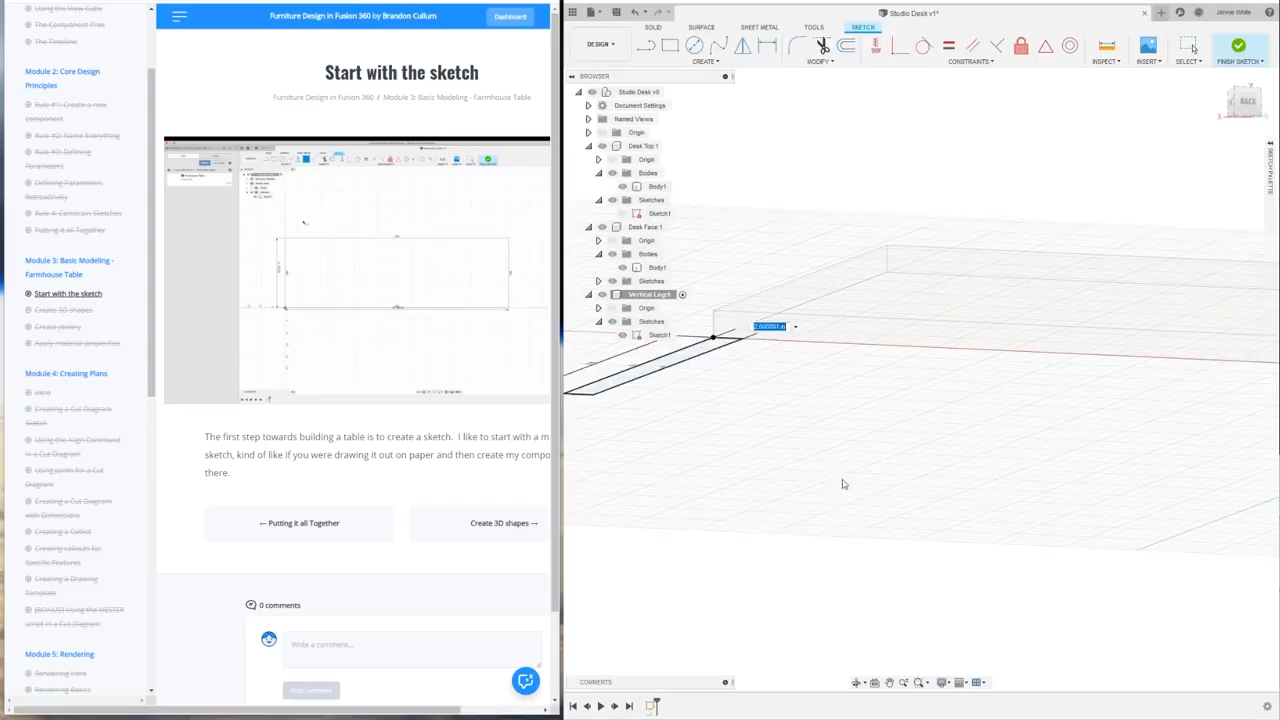 Using the View Cube
The Component Tree
The Timeline
Module 2: Core Design
Principles
Rule #1: Create a new
component
Rule #2: Name Everything
Rule #3: Defining
Parameters
Defining Parameters
Retroactively
Rule 4: Constrain Sketches
Putting it all Together
Module 3: Basic Modeling -
Farmhouse Table
Start with the sketch
Create 3D shapes
Create joinery
Apply material properities
Module 4: Creating Plans
Intro
Creating a Cut Diagram
Sketch
Using the Align Command
in a Cut Diagram
Using Joints for a Cut
Diagram
Creating a Cut Diagram
with Dimensions
Creating a Cutlist
Creating callouts for
Specific Features
Creating a Drawing
Template
[BONUS] Using the NESTER
script in a Cut Diagram
Module 5: Rendering
Rendering Intro
Rendering Basics
Furniture Design in Fusion 360 by Brandon Cullum
Dashboard
Start with the sketch
Furniture Design in Fusion 360 / Module 3: Basic Modeling - Farmhouse Table
The first step towards building a table is to create a sketch. I like to start with a m
sketch, kind of like if you were drawing it out on paper and then create my compo
there.
← Putting it all Together
Create 3D shapes →
0 comments
Write a comment...
Post comment
Studio Desk v1*
Jennie White
SOLID SURFACE SHEET METAL TOOLS SKETCH
DESIGN
CREATE MODIFY CONSTRAINTS INSPECT INSERT SELECT FINISH SKETCH
BROWSER
Studio Desk v0
Document Settings
Named Views
Origin
Desk Top:1
Origin
Bodies
Body1
Sketches
Sketch1
Desk Face:1
Origin
Bodies
Body1
Sketches
Vertical Leg:1
Origin
Sketches
Sketch1
BACK
Z
X
SKETCH PALETTE
COMMENTS